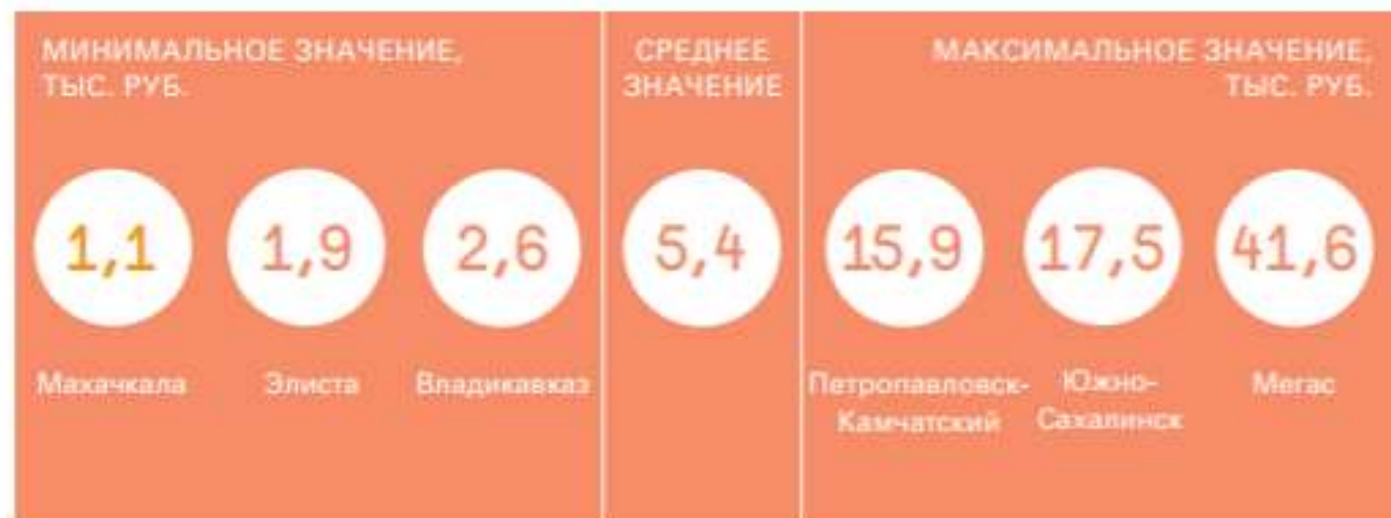 МИНИМАЛЬНОЕ ЗНАЧЕНИЕ,
ТЫС. РУБ.
1,1
1,9
2,6
Махачкала
Элиста
Владикавказ
СРЕДНЕЕ
ЗНАЧЕНИЕ
5,4
МАКСИМАЛЬНОЕ ЗНАЧЕНИЕ,
ТЫС. РУБ.
15,9
17,5
41,6
Петропавловск-
Камчатский
Южно-
Сахалинск
Мегас